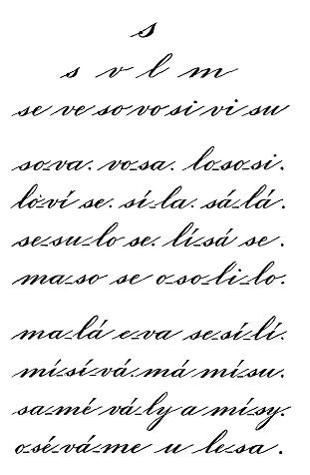 s
s v l m
se ve so vo si vi su
so-va. vo-sa. lo-so-si.
lo-ví se. sí-la. sá-lá.
se-su-lo se. lí-sá se.
ma-so se o-so-li-lo.
ma-lá e-va se-sí-lí.
mí-sí-vá-má mí-su.
sa-mé vá-ly a mí-sy.
o-sé-vá-me u le-sa.